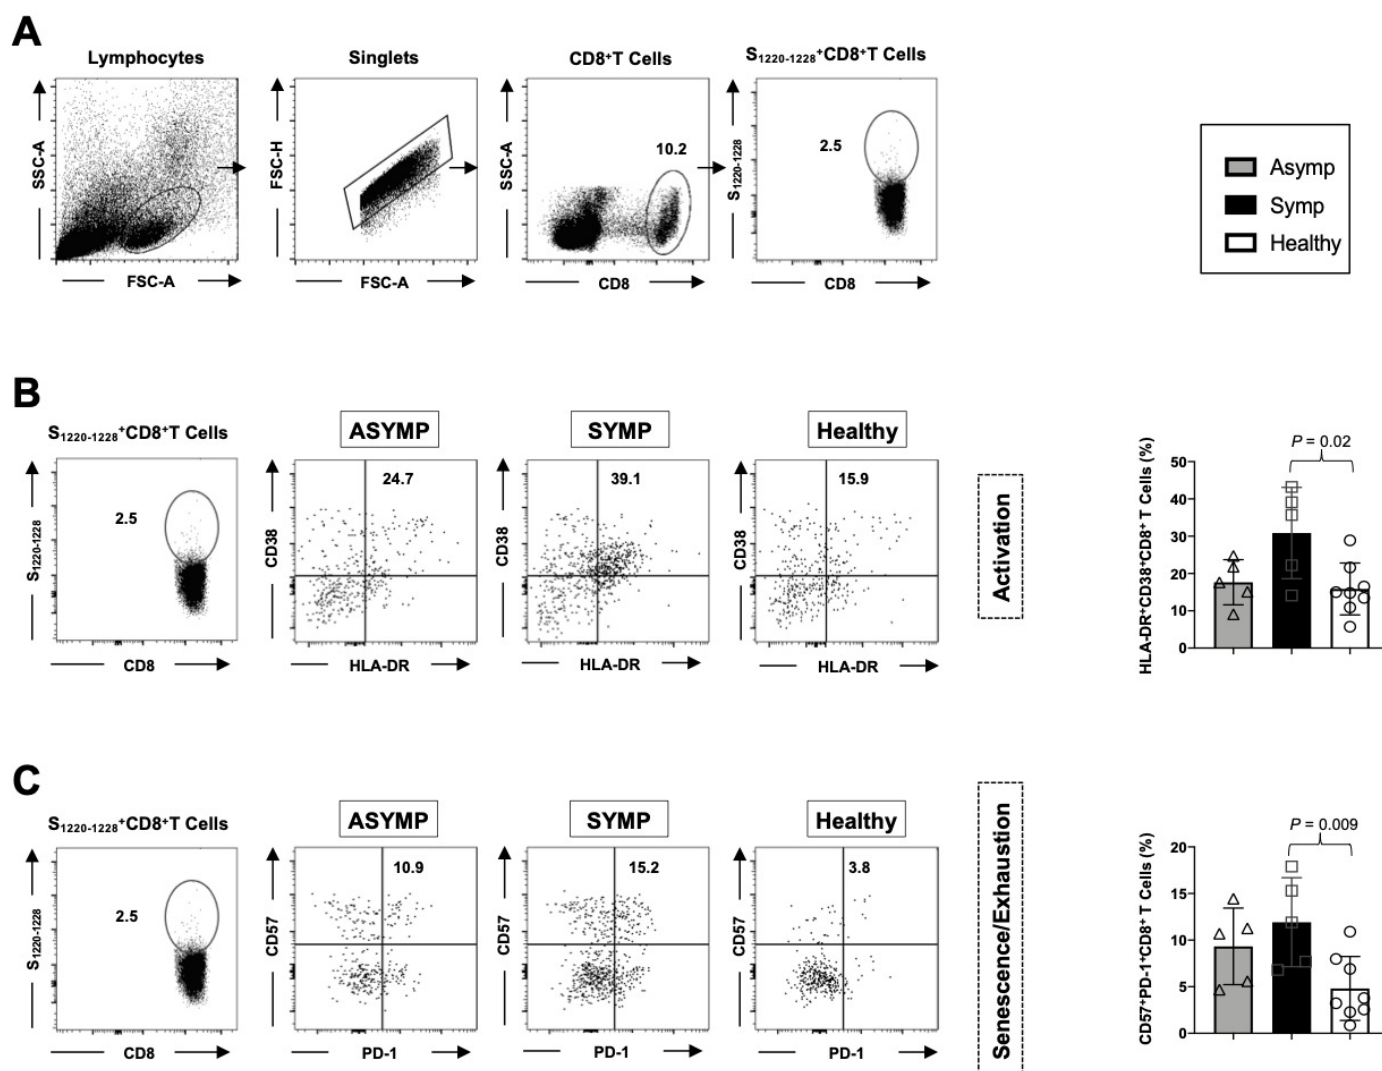 A
Lymphocytes
Singlets
CD8⁺T Cells
S₁₂₂₀₋₁₂₂₈⁺CD8⁺T Cells
SSC-A
FSC-A
FSC-H
FSC-A
SSC-A
10.2
CD8
S₁₂₂₀₋₁₂₂₈
2.5
CD8
Asymp
Symp
Healthy
B
S₁₂₂₀₋₁₂₂₈⁺CD8⁺T Cells
ASYMP
SYMP
Healthy
S₁₂₂₀₋₁₂₂₈
2.5
CD8
CD38
24.7
HLA-DR
CD38
39.1
HLA-DR
CD38
15.9
HLA-DR
Activation
HLA-DR⁺CD38⁺CD8⁺ T Cells (%)
P = 0.02
50
40
30
20
10
0
C
S₁₂₂₀₋₁₂₂₈⁺CD8⁺T Cells
ASYMP
SYMP
Healthy
S₁₂₂₀₋₁₂₂₈
2.5
CD8
CD57
10.9
PD-1
CD57
15.2
PD-1
CD57
3.8
PD-1
Senescence/Exhaustion
CD57⁺PD-1⁺CD8⁺ T Cells (%)
P = 0.009
20
15
10
5
0